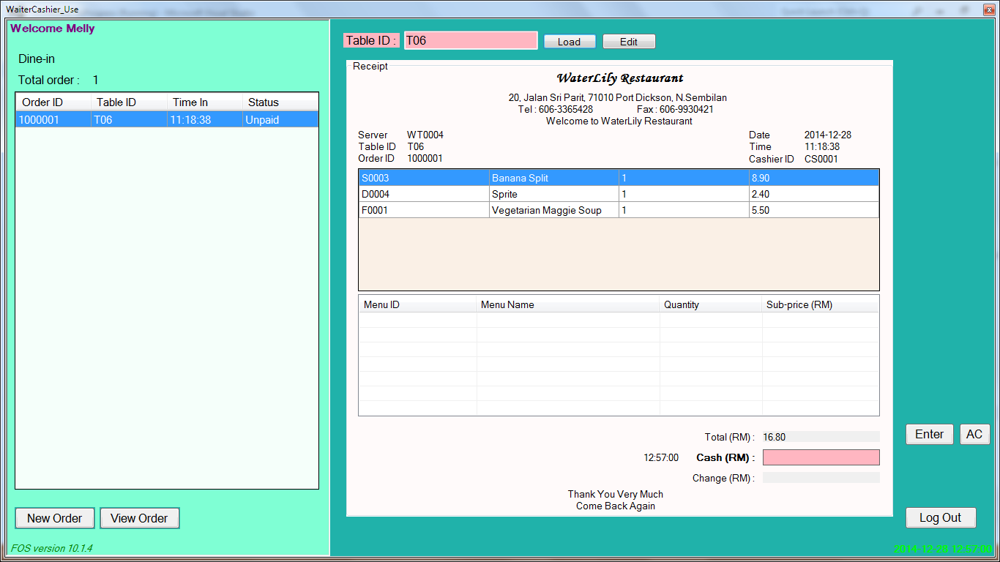 WaiterCashier_Use
Welcome Melly
Dine-in
Total order : 1
Order ID Table ID Time In Status
1000001 T06 11:18:38 Unpaid
New Order View Order
FOS version 10.1.4
Table ID : T06 Load Edit
Receipt
WaterLily Restaurant
20, Jalan Sri Parit, 71010 Port Dickson, N.Sembilan
Tel : 606-3365428 Fax : 606-9930421
Welcome to WaterLily Restaurant
Server WT0004 Date 2014-12-28
Table ID T06 Time 11:18:38
Order ID 1000001 Cashier ID CS0001
S0003 Banana Split 1 8.90
D0004 Sprite 1 2.40
F0001 Vegetarian Maggie Soup 1 5.50
Menu ID Menu Name Quantity Sub-price (RM)
Total (RM) : 16.80
12:57:00 Cash (RM) :
Change (RM) :
Thank You Very Much
Come Back Again
Enter AC
Log Out
2014-12-28 12:57:00